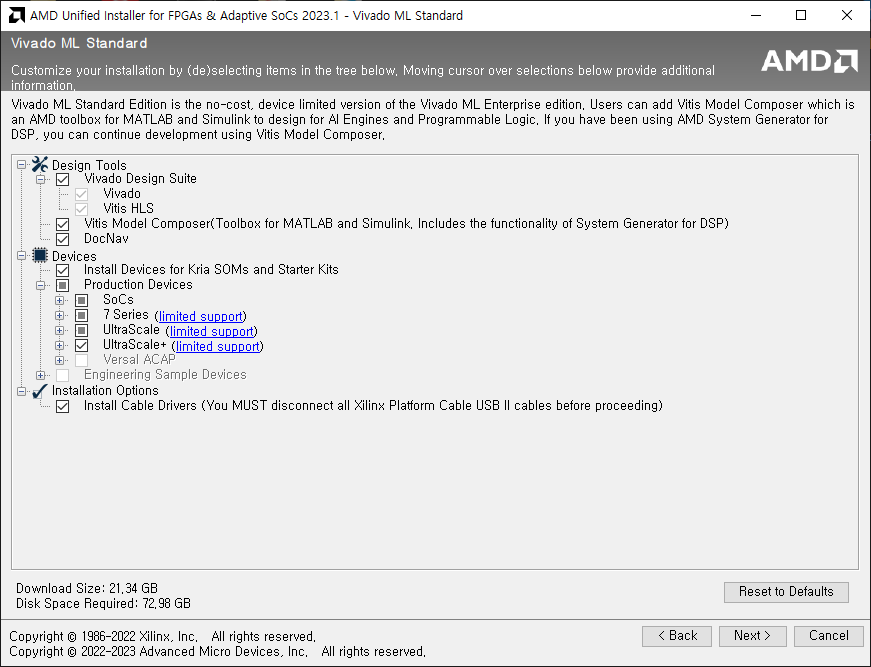 AMD Unified Installer for FPGAs & Adaptive SoCs 2023.1 - Vivado ML Standard
Vivado ML Standard
Customize your installation by (de)selecting items in the tree below. Moving cursor over selections below provide additional
information.
AMD
Vivado ML Standard Edition is the no-cost, device limited version of the Vivado ML Enterprise edition. Users can add Vitis Model Composer which is
an AMD toolbox for MATLAB and Simulink to design for AI Engines and Programmable Logic. If you have been using AMD System Generator for
DSP, you can continue development using Vitis Model Composer.
Design Tools
Vivado Design Suite
Vivado
Vitis HLS
Vitis Model Composer(Toolbox for MATLAB and Simulink. Includes the functionality of System Generator for DSP)
DocNav
Devices
Install Devices for Kria SOMs and Starter Kits
Production Devices
SoCs
7 Series (limited support)
UltraScale (limited support)
UltraScale+ (limited support)
Versal ACAP
Engineering Sample Devices
Installation Options
Install Cable Drivers (You MUST disconnect all Xilinx Platform Cable USB II cables before proceeding)
Download Size: 21.34 GB
Disk Space Required: 72.98 GB
Reset to Defaults
Copyright © 1986-2022 Xilinx, Inc. All rights reserved.
Copyright © 2022-2023 Advanced Micro Devices, Inc. All rights reserved.
< Back
Next >
Cancel